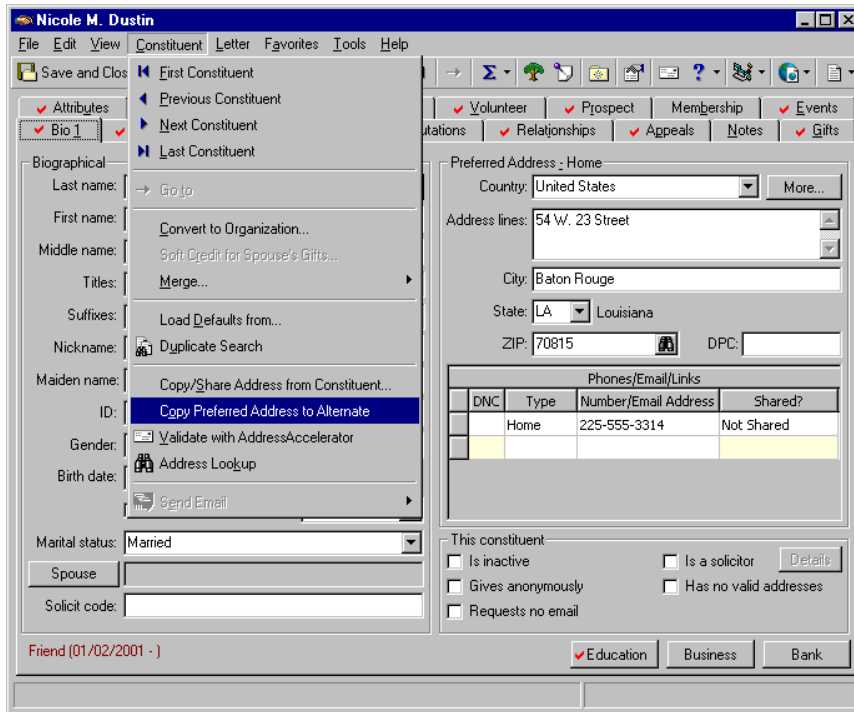 Nicole M. Dustin
File Edit View Constituent Letter Favorites Tools Help
Save and Clos
First Constituent
Previous Constituent
Next Constituent
Last Constituent
Go to
Convert to Organization...
Soft Credit for Spouse's Gifts...
Merge...
Load Defaults from...
Duplicate Search
Copy/Share Address from Constituent...
Copy Preferred Address to Alternate
Validate with AddressAccelerator
Address Lookup
Send Email
Attributes Volunteer Prospect Membership Events
Bio 1 utations Relationships Appeals Notes Gifts
Biographical
Last name:
First name:
Middle name:
Titles:
Suffixes:
Nickname:
Maiden name:
ID:
Gender:
Birth date:
Marital status: Married
Spouse
Solicit code:
Preferred Address - Home
Country: United States More...
Address lines: 54 W. 23 Street
City: Baton Rouge
State: LA Louisiana
ZIP: 70815 DPC:
Phones/Email/Links
DNC Type Number/Email Address Shared?
Home 225-555-3314 Not Shared
This constituent
Is inactive Is a solicitor Details
Gives anonymously Has no valid addresses
Requests no email
Friend (01/02/2001 - ) Education Business Bank